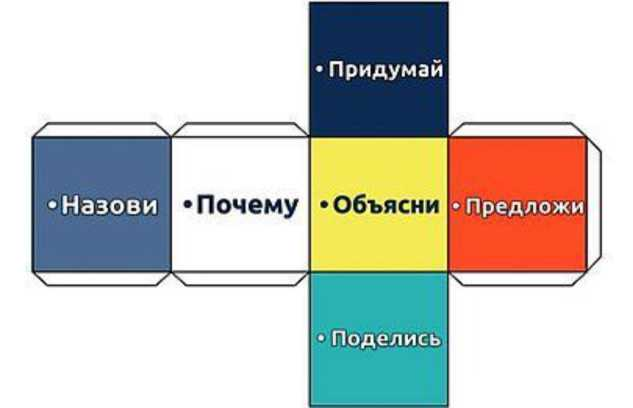 • Придумай
• Назови
• Почему
• Объясни
• Предложи
• Поделись